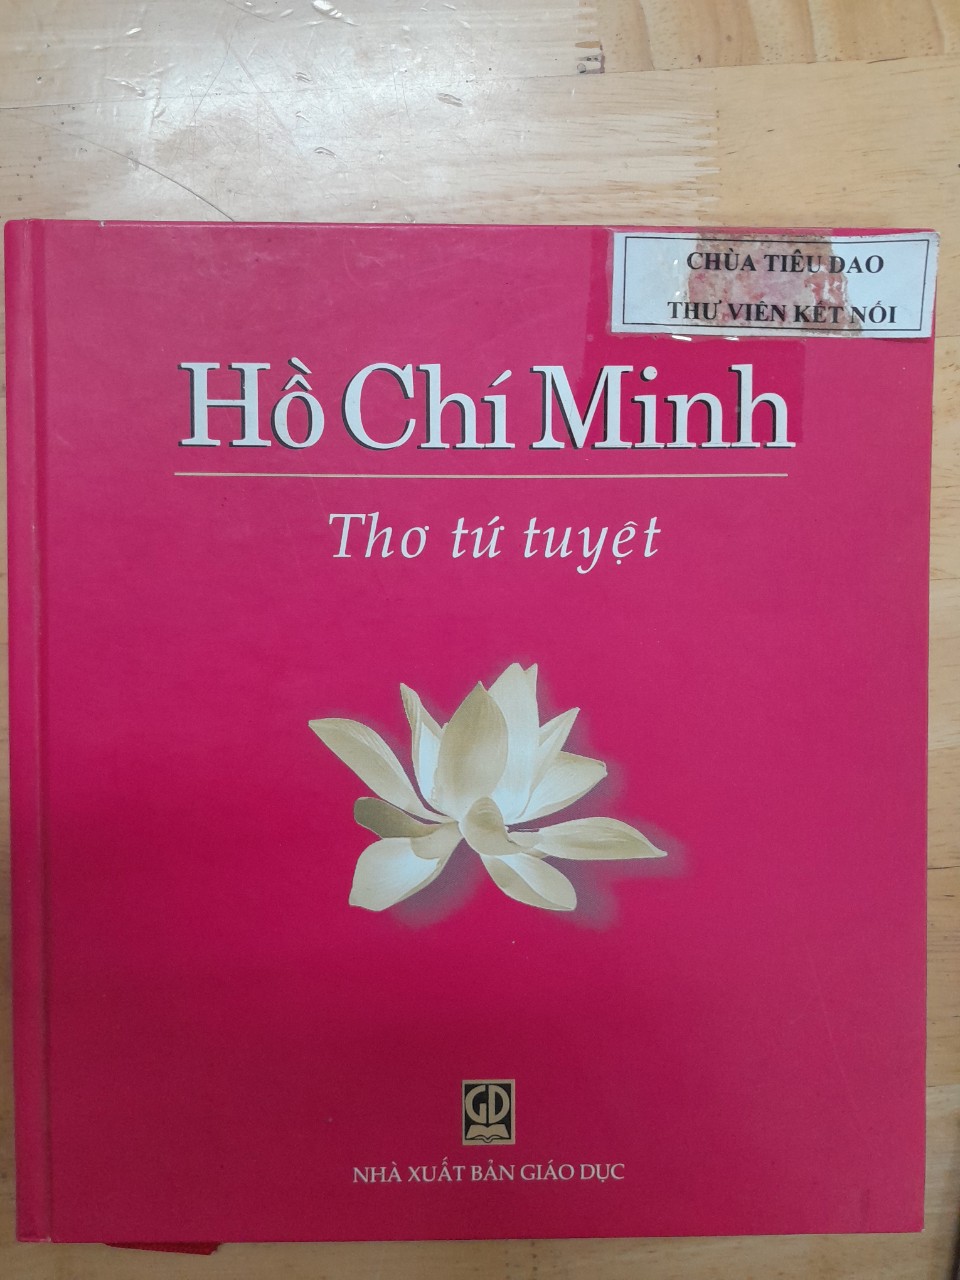 CHÙA TIÊU DAO
THƯ VIỆN KẾT NỐI
Hồ Chí Minh
Thơ tứ tuyệt
GD
NHÀ XUẤT BẢN GIÁO DỤC